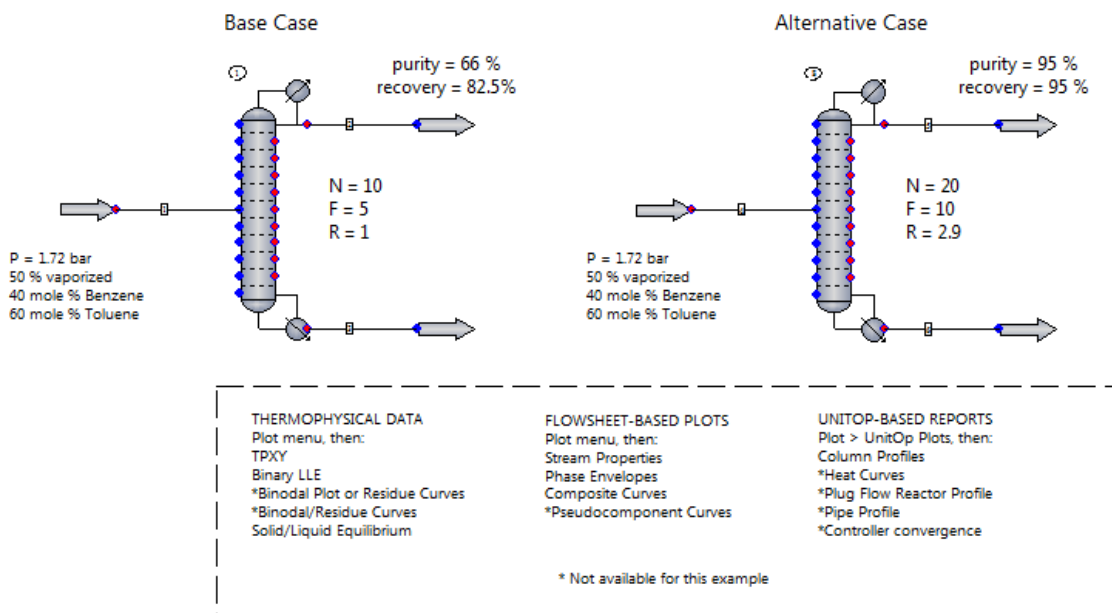 Base Case
Alternative Case
purity = 66 %
recovery = 82.5%
purity = 95 %
recovery = 95 %
N = 10
F = 5
R = 1
N = 20
F = 10
R = 2.9
P = 1.72 bar
50 % vaporized
40 mole % Benzene
60 mole % Toluene
P = 1.72 bar
50 % vaporized
40 mole % Benzene
60 mole % Toluene
THERMOPHYSICAL DATA
Plot menu, then:
TPXY
Binary LLE
*Binodal Plot or Residue Curves
*Binodal/Residue Curves
Solid/Liquid Equilibrium
FLOWSHEET-BASED PLOTS
Plot menu, then:
Stream Properties
Phase Envelopes
Composite Curves
*Pseudocomponent Curves
UNITOP-BASED REPORTS
Plot > UnitOp Plots, then:
Column Profiles
*Heat Curves
*Plug Flow Reactor Profile
*Pipe Profile
*Controller convergence
* Not available for this example